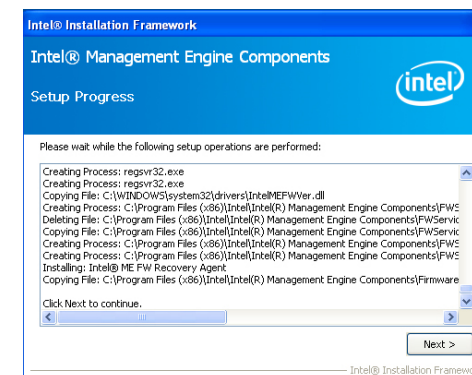 Intel® Installation Framework
Intel® Management Engine Components
intel
Setup Progress
Please wait while the following setup operations are performed:
Creating Process: regsvr32.exe
Creating Process: regsvr32.exe
Copying File: C:\WINDOWS\system32\drivers\IntelMEFWVer.dll
Creating Process: C:\Program Files (x86)\Intel\Intel(R) Management Engine Components\FWS
Deleting File: C:\Program Files (x86)\Intel\Intel(R) Management Engine Components\FWServic
Copying File: C:\Program Files (x86)\Intel\Intel(R) Management Engine Components\FWServic
Creating Process: C:\Program Files (x86)\Intel\Intel(R) Management Engine Components\FWS
Creating Process: C:\Program Files (x86)\Intel\Intel(R) Management Engine Components\FWS
Installing: Intel® ME FW Recovery Agent
Copying File: C:\Program Files (x86)\Intel\Intel(R) Management Engine Components\Firmware
Click Next to continue.
Next >
Intel® Installation Framewo